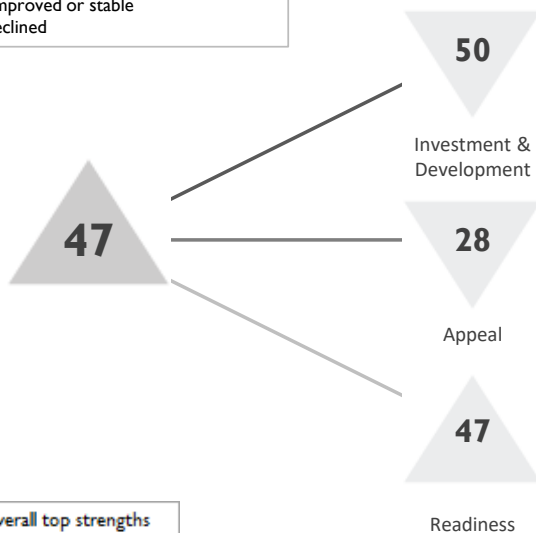 mproved or stable
eclined
50
Investment &
Development
47
28
Appeal
47
verall top strengths
Readiness